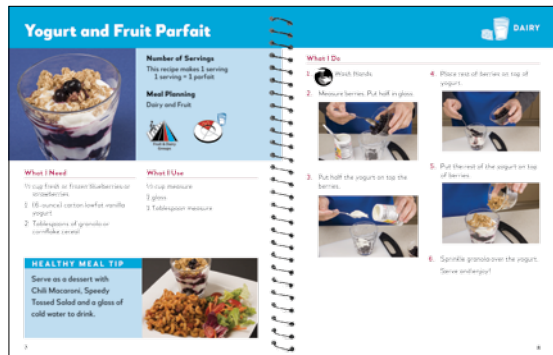 Yogurt and Fruit Parfait
Number of Servings
This recipe makes 1 serving
1 serving = 1 parfait
Meal Planning
Dairy and Fruit
What I Need
½ cup fresh or frozen blueberries or
strawberries
1 (6-ounce) carton lowfat vanilla
yogurt
2 Tablespoons of granola or
cornflake cereal
What I Use
½ cup measure
1 glass
1 Tablespoon measure
HEALTHY MEAL TIP
Serve as a dessert with
Chili Macaroni, Speedy
Tossed Salad and a glass of
cold water to drink.
7
DAIRY
What I Do
1. Wash Hands.
2. Measure berries. Put half in glass.
3. Put half the yogurt on top the
berries.
4. Place rest of berries on top of
yogurt.
5. Put the rest of the yogurt on top
of berries
6. Sprinkle granola over the yogurt.
Serve and enjoy!
8